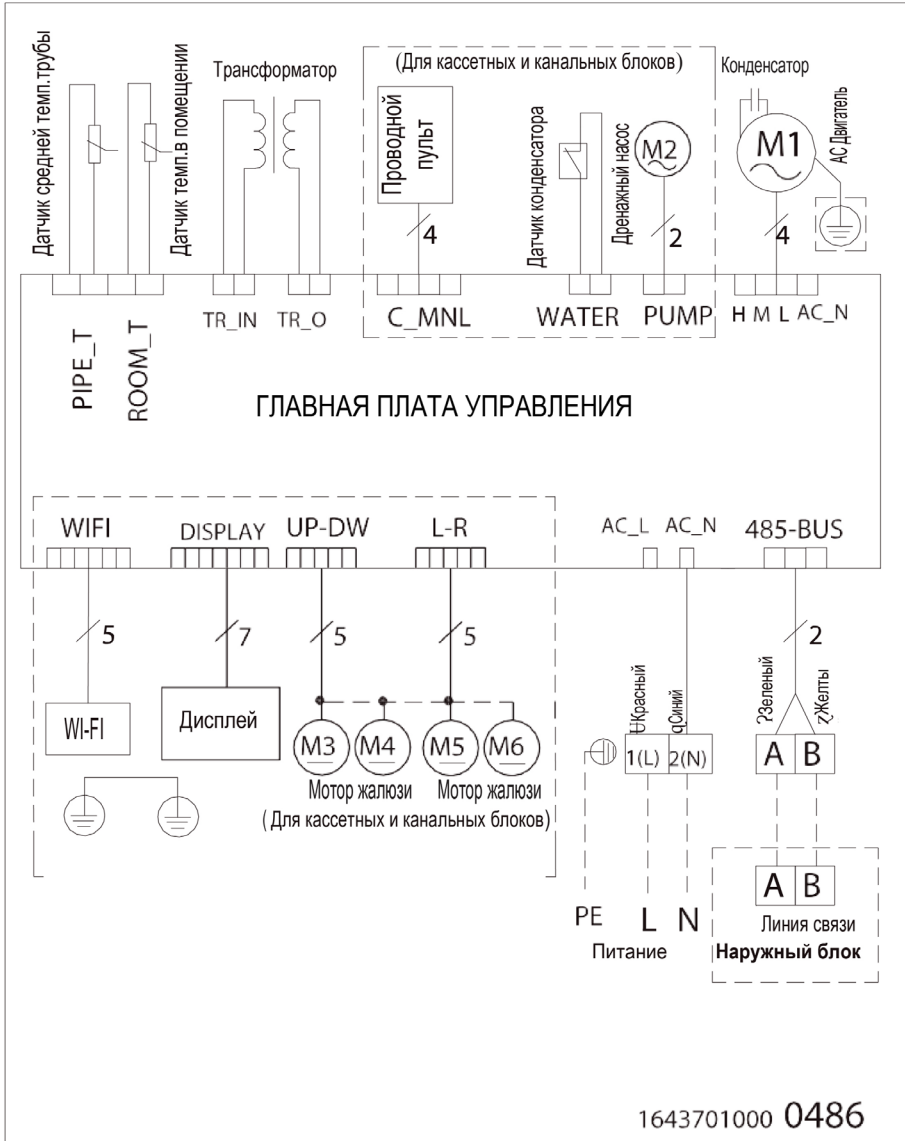 Датчик средней темп.трубы
Датчик темп.в помещении
Трансформатор
(Для кассетных и канальных блоков)
Проводной
пульт
4
Датчик конденсатора
Дренажный насос
M2
2
Конденсатор
M1
АС Двигатель
4
PIPE_T
ROOM_T
TR_IN
TR_O
C_MNL
WATER
PUMP
H M L AC_N
ГЛАВНАЯ ПЛАТА УПРАВЛЕНИЯ
WIFI
DISPLAY
UP-DW
L-R
AC_L
AC_N
485-BUS
5
7
5
5
2
Красный
Синий
Зеленый
Желты
WI-FI
Дисплей
M3
M4
M5
M6
1(L)
2(N)
A
B
Мотор жалюзи
Мотор жалюзи
(Для кассетных и канальных блоков)
A
B
PE
L
N
Линия связи
Питание
Наружный блок
1643701000 0486